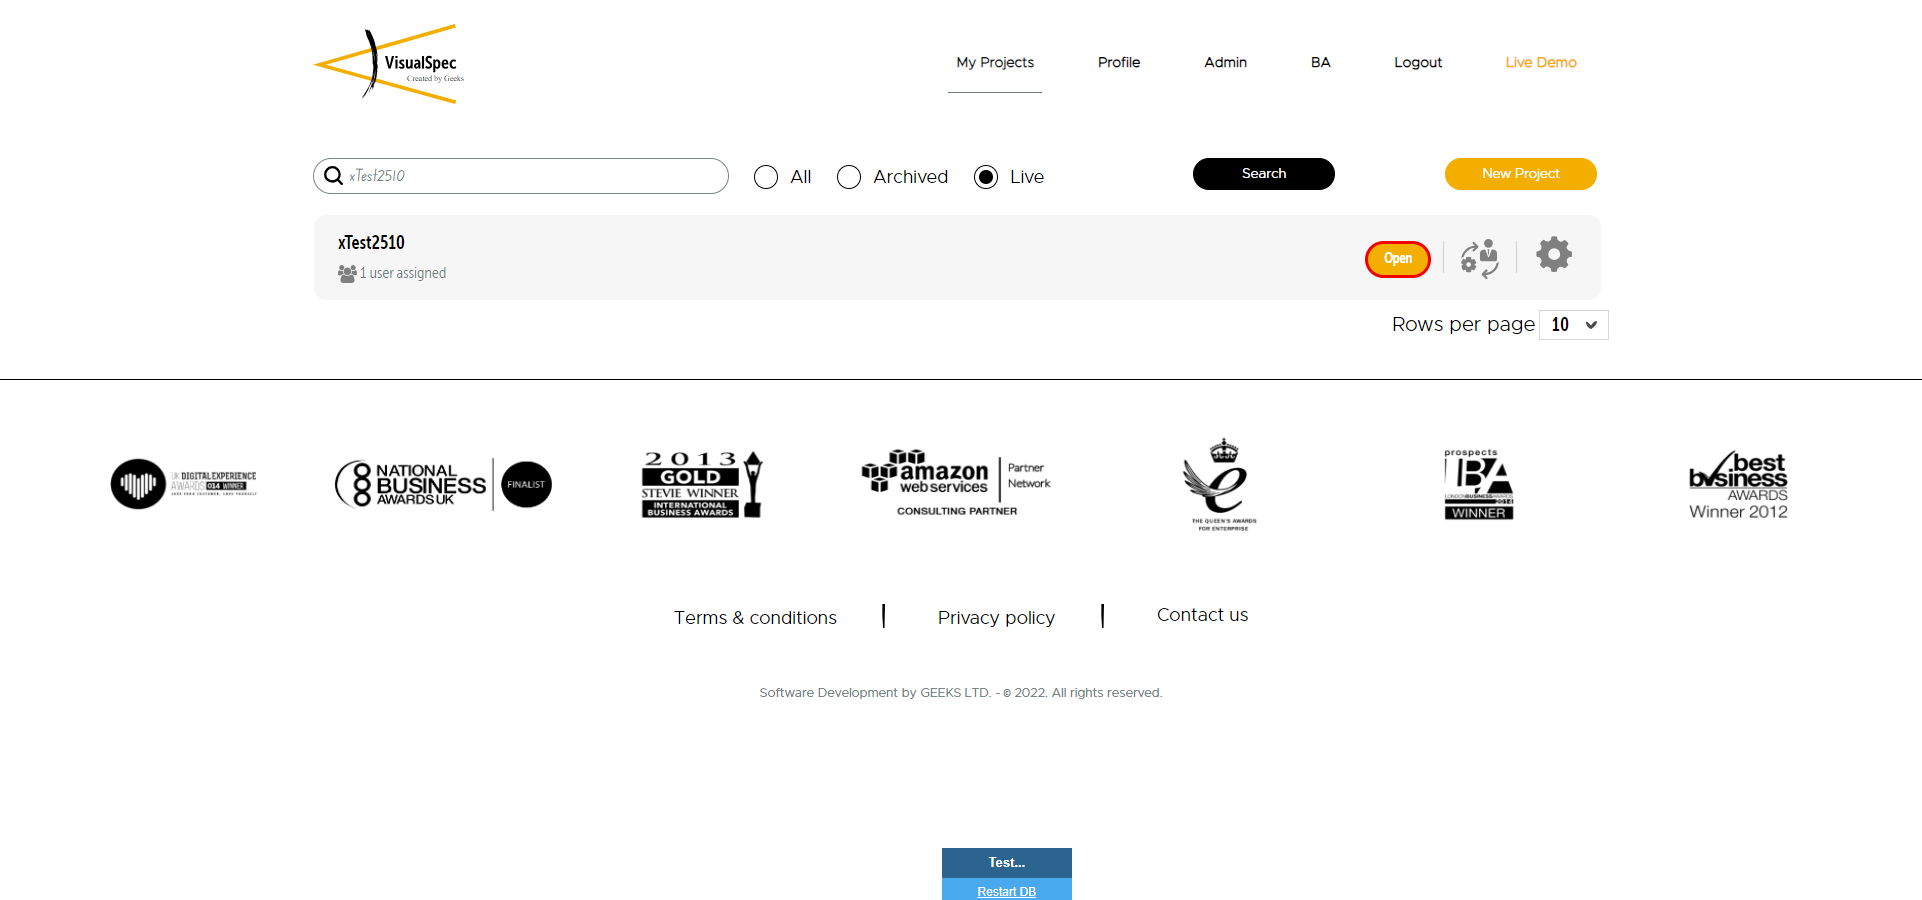 VisualSpec
Created by Geeks
My Projects
Profile
Admin
BA
Logout
Live Demo
xTest2510
All
Archived
Live
Search
New Project
xTest2510
1 user assigned
Open
Rows per page 10
UK DIGITAL EXPERIENCE
AWARDS 2014 WINNER
NATIONAL
BUSINESS
AWARDS UK
FINALIST
2013
GOLD
STEVIE WINNER
INTERNATIONAL
BUSINESS AWARDS
amazon
webservices
Partner
Network
CONSULTING PARTNER
THE QUEEN'S AWARDS
FOR ENTERPRISE
prospects
LBA
LONDON BUSINESS AWARDS
2014
WINNER
best
business
AWARDS
Winner 2012
Terms & conditions
Privacy policy
Contact us
Software Development by GEEKS LTD. - © 2022. All rights reserved.
Test...
Restart DB